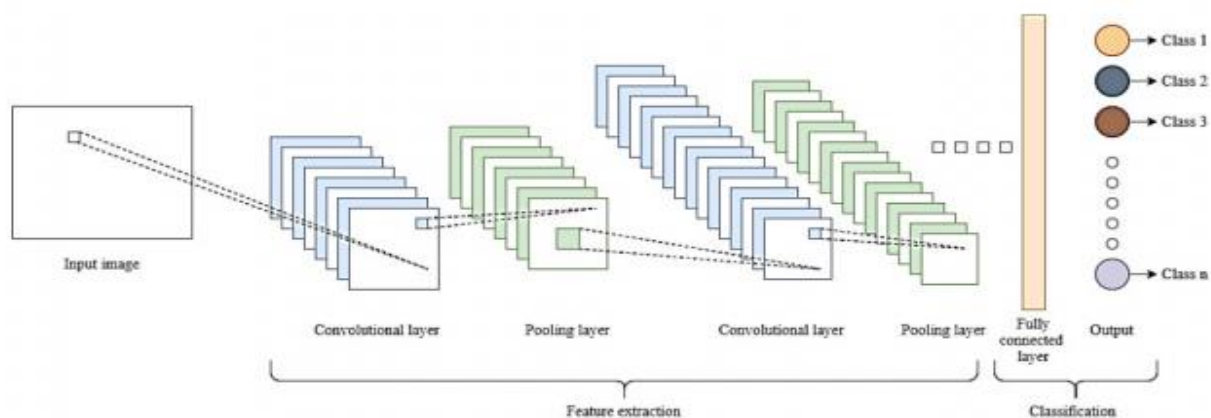 Class 1
Class 2
Class 3
Class n
Input image
Convolutional layer
Pooling layer
Convolutional layer
Pooling layer
Fully
connected
layer
Output
Feature extraction
Classification